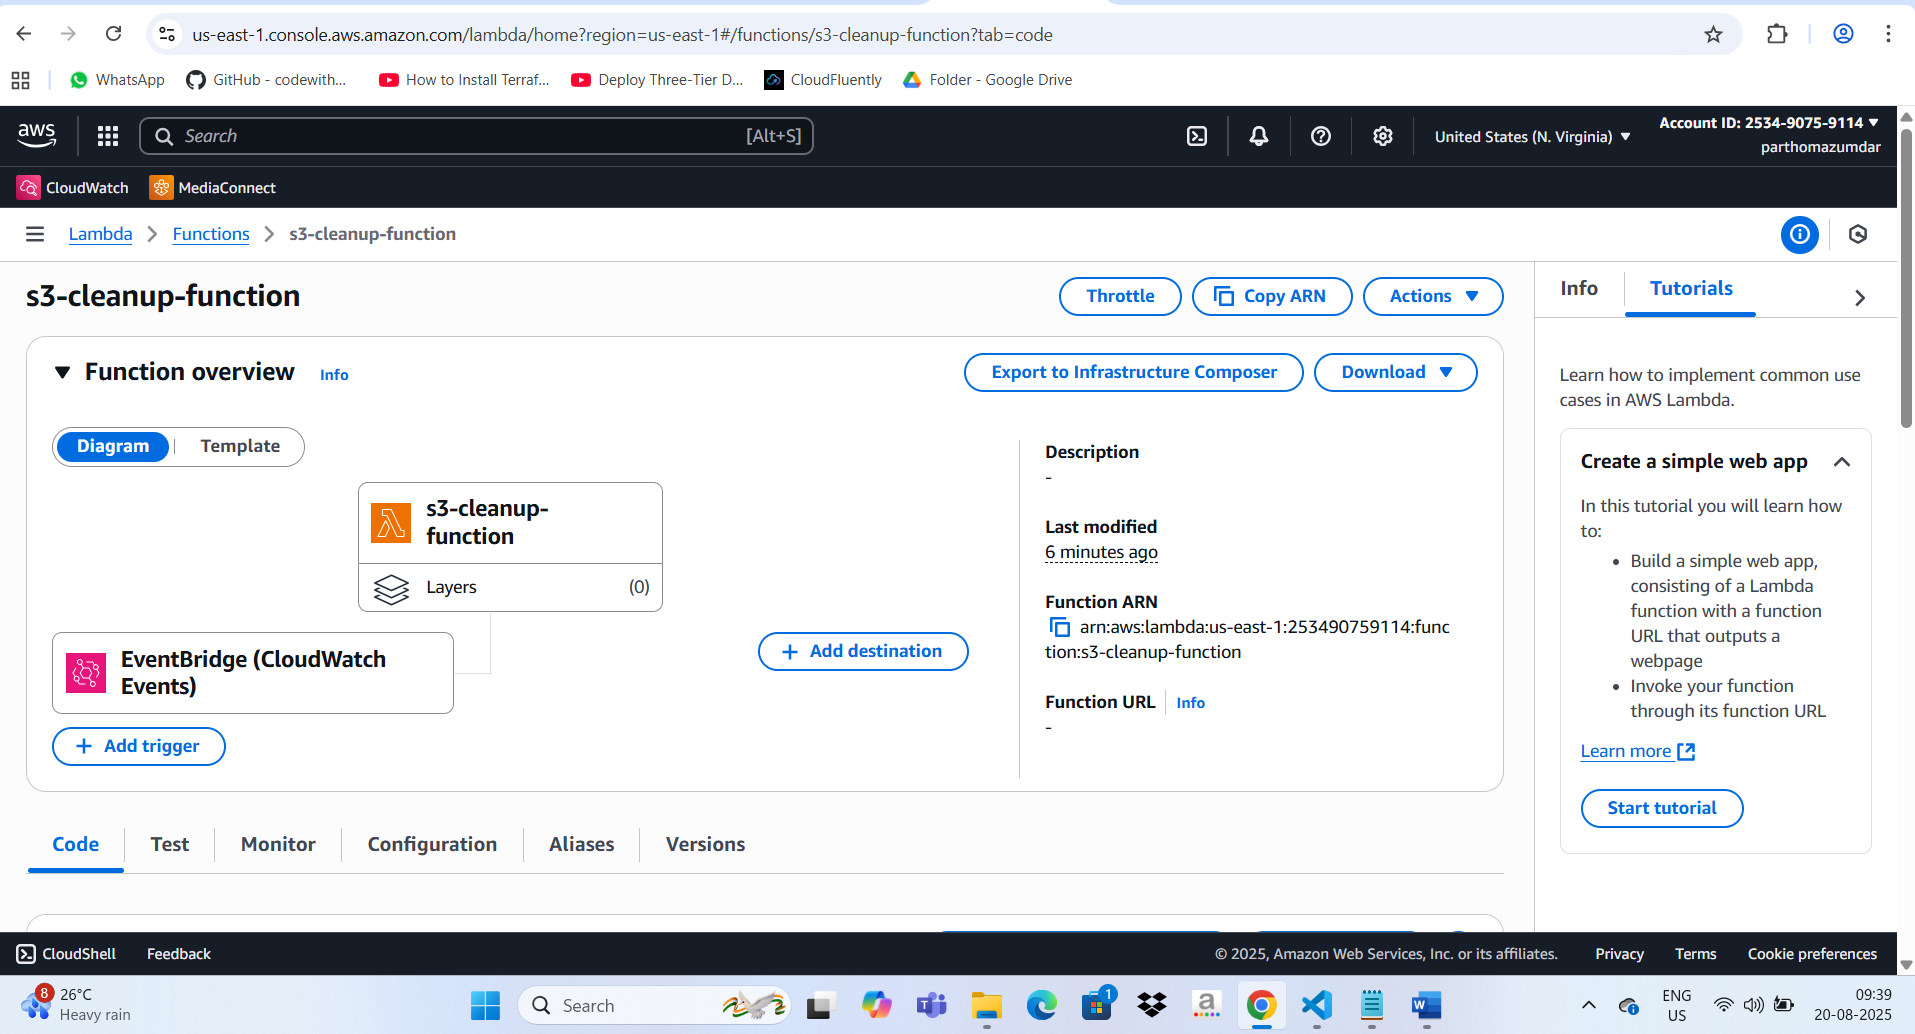 us-east-1.console.aws.amazon.com/lambda/home?region=us-east-1#/functions/s3-cleanup-function?tab=code
WhatsApp
GitHub - codewith...
How to Install Terraf...
Deploy Three-Tier D...
CloudFluently
Folder - Google Drive
aws
Search
[Alt+S]
United States (N. Virginia)
Account ID: 2534-9075-9114
parthomazumdar
CloudWatch
MediaConnect
Lambda
Functions
s3-cleanup-function
s3-cleanup-function
Throttle
Copy ARN
Actions
Function overview
Info
Export to Infrastructure Composer
Download
Diagram
Template
s3-cleanup-
function
Layers
(0)
EventBridge (CloudWatch
Events)
Add trigger
Add destination
Description
-
Last modified
6 minutes ago
Function ARN
arn:aws:lambda:us-east-1:253490759114:func
tion:s3-cleanup-function
Function URL
Info
-
Code
Test
Monitor
Configuration
Aliases
Versions
Info
Tutorials
Learn how to implement common use
cases in AWS Lambda.
Create a simple web app
In this tutorial you will learn how
to:
• Build a simple web app,
consisting of a Lambda
function with a function
URL that outputs a
webpage
• Invoke your function
through its function URL
Learn more
Start tutorial
CloudShell
Feedback
© 2025, Amazon Web Services, Inc. or its affiliates.
Privacy
Terms
Cookie preferences
8
26°C
Heavy rain
Search
1
a
W
ENG
US
09:39
20-08-2025